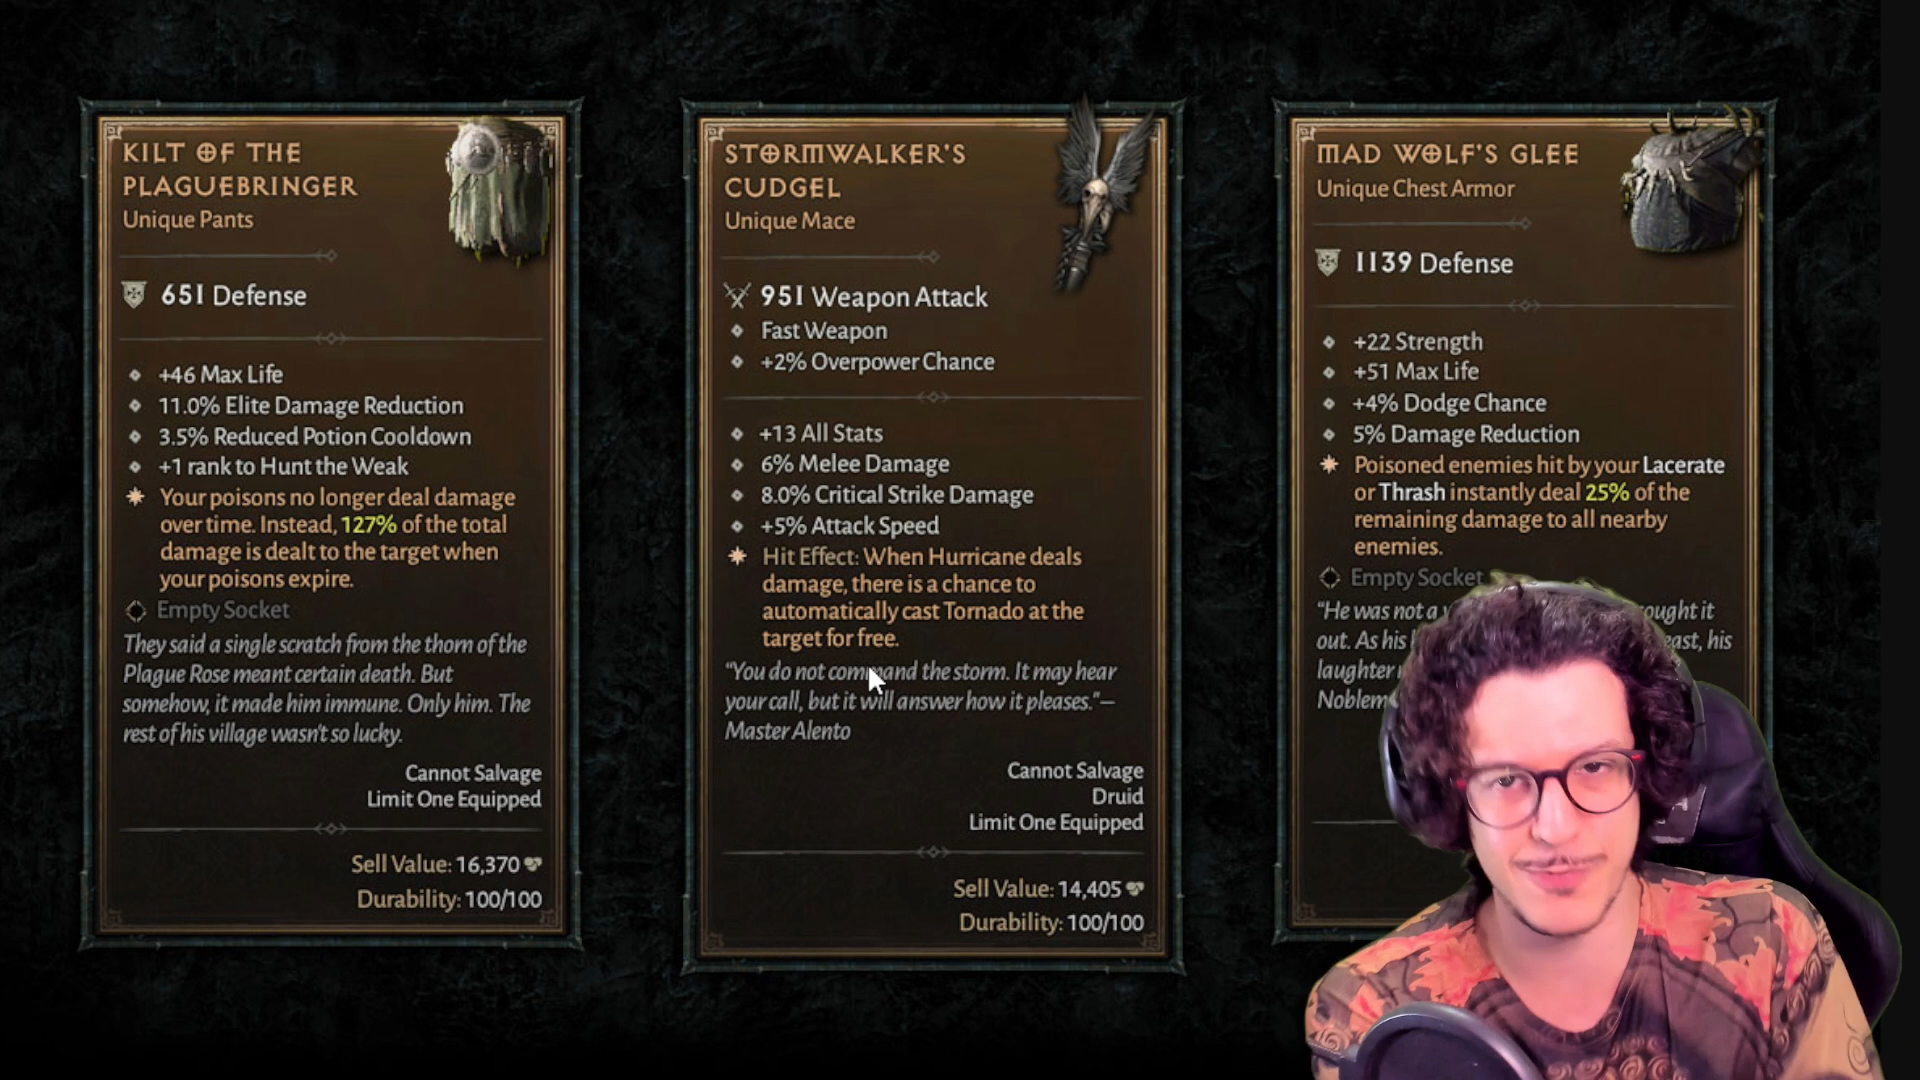 KILT OF THE
PLAGUEBRINGER
Unique Pants
651 Defense
+46 Max Life
11.0% Elite Damage Reduction
3.5% Reduced Potion Cooldown
+1 rank to Hunt the Weak
Your poisons no longer deal damage
over time. Instead, 127% of the total
damage is dealt to the target when
your poisons expire.
Empty Socket
They said a single scratch from the thorn of the
Plague Rose meant certain death. But
somehow, it made him immune. Only him. The
rest of his village wasn't so lucky.
Cannot Salvage
Limit One Equipped
Sell Value: 16,370
Durability: 100/100
STORMWALKER'S
CUDGEL
Unique Mace
951 Weapon Attack
Fast Weapon
+2% Overpower Chance
+13 All Stats
6% Melee Damage
8.0% Critical Strike Damage
+5% Attack Speed
Hit Effect: When Hurricane deals
damage, there is a chance to
automatically cast Tornado at the
target for free.
"You do not command the storm. It may hear
your call, but it will answer how it pleases."—
Master Alento
Cannot Salvage
Druid
Limit One Equipped
Sell Value: 14,405
Durability: 100/100
MAD WOLF'S GLEE
Unique Chest Armor
1139 Defense
+22 Strength
+51 Max Life
+4% Dodge Chance
5% Damage Reduction
Poisoned enemies hit by your Lacerate
or Thrash instantly deal 25% of the
remaining damage to all nearby
enemies.
Empty Socket
"He was not a it
out. As his his
laughter